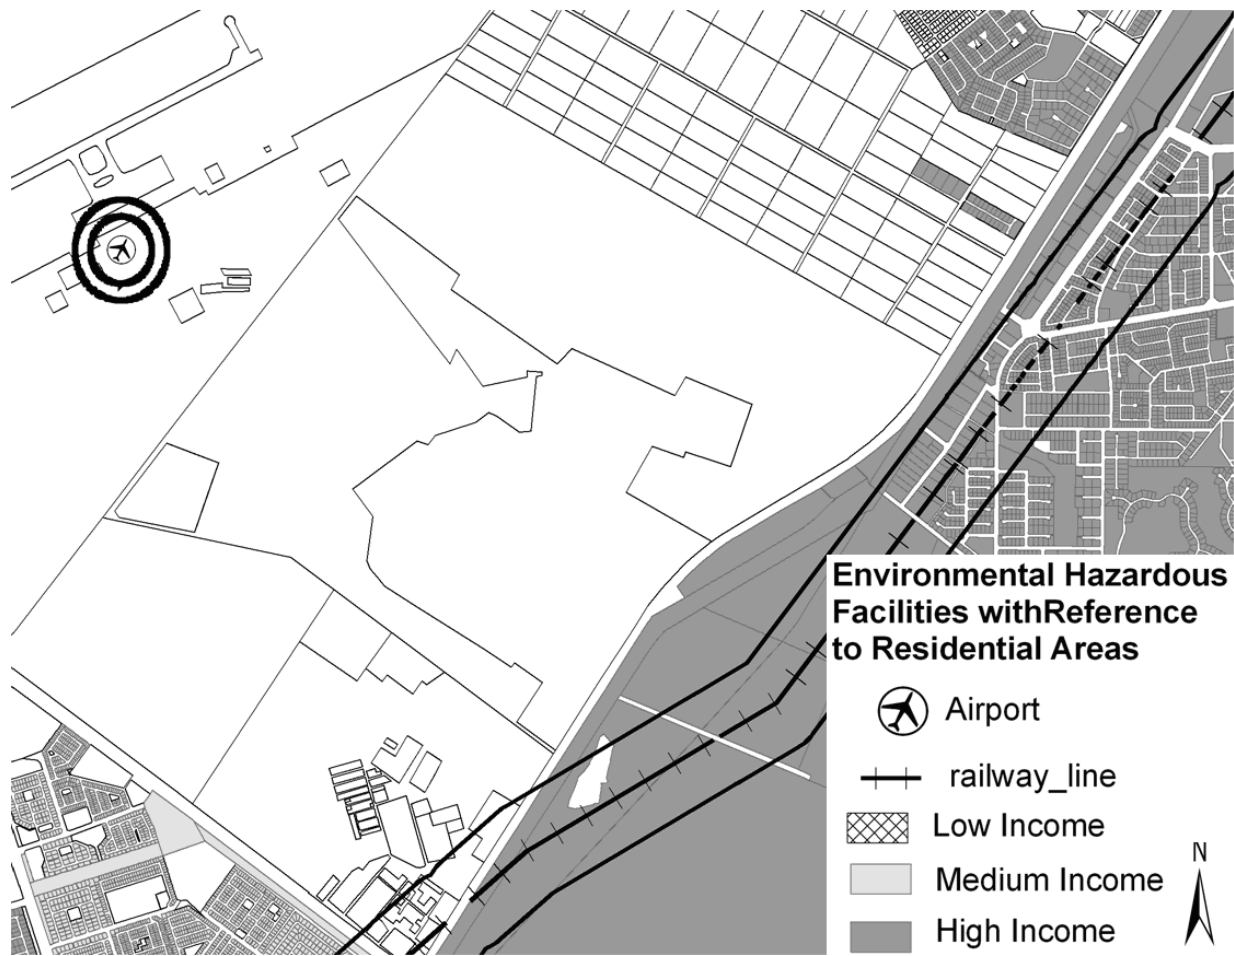 Environmental Hazardous
Facilities withReference
to Residential Areas
Airport
railway_line
Low Income
Medium Income
High Income
N